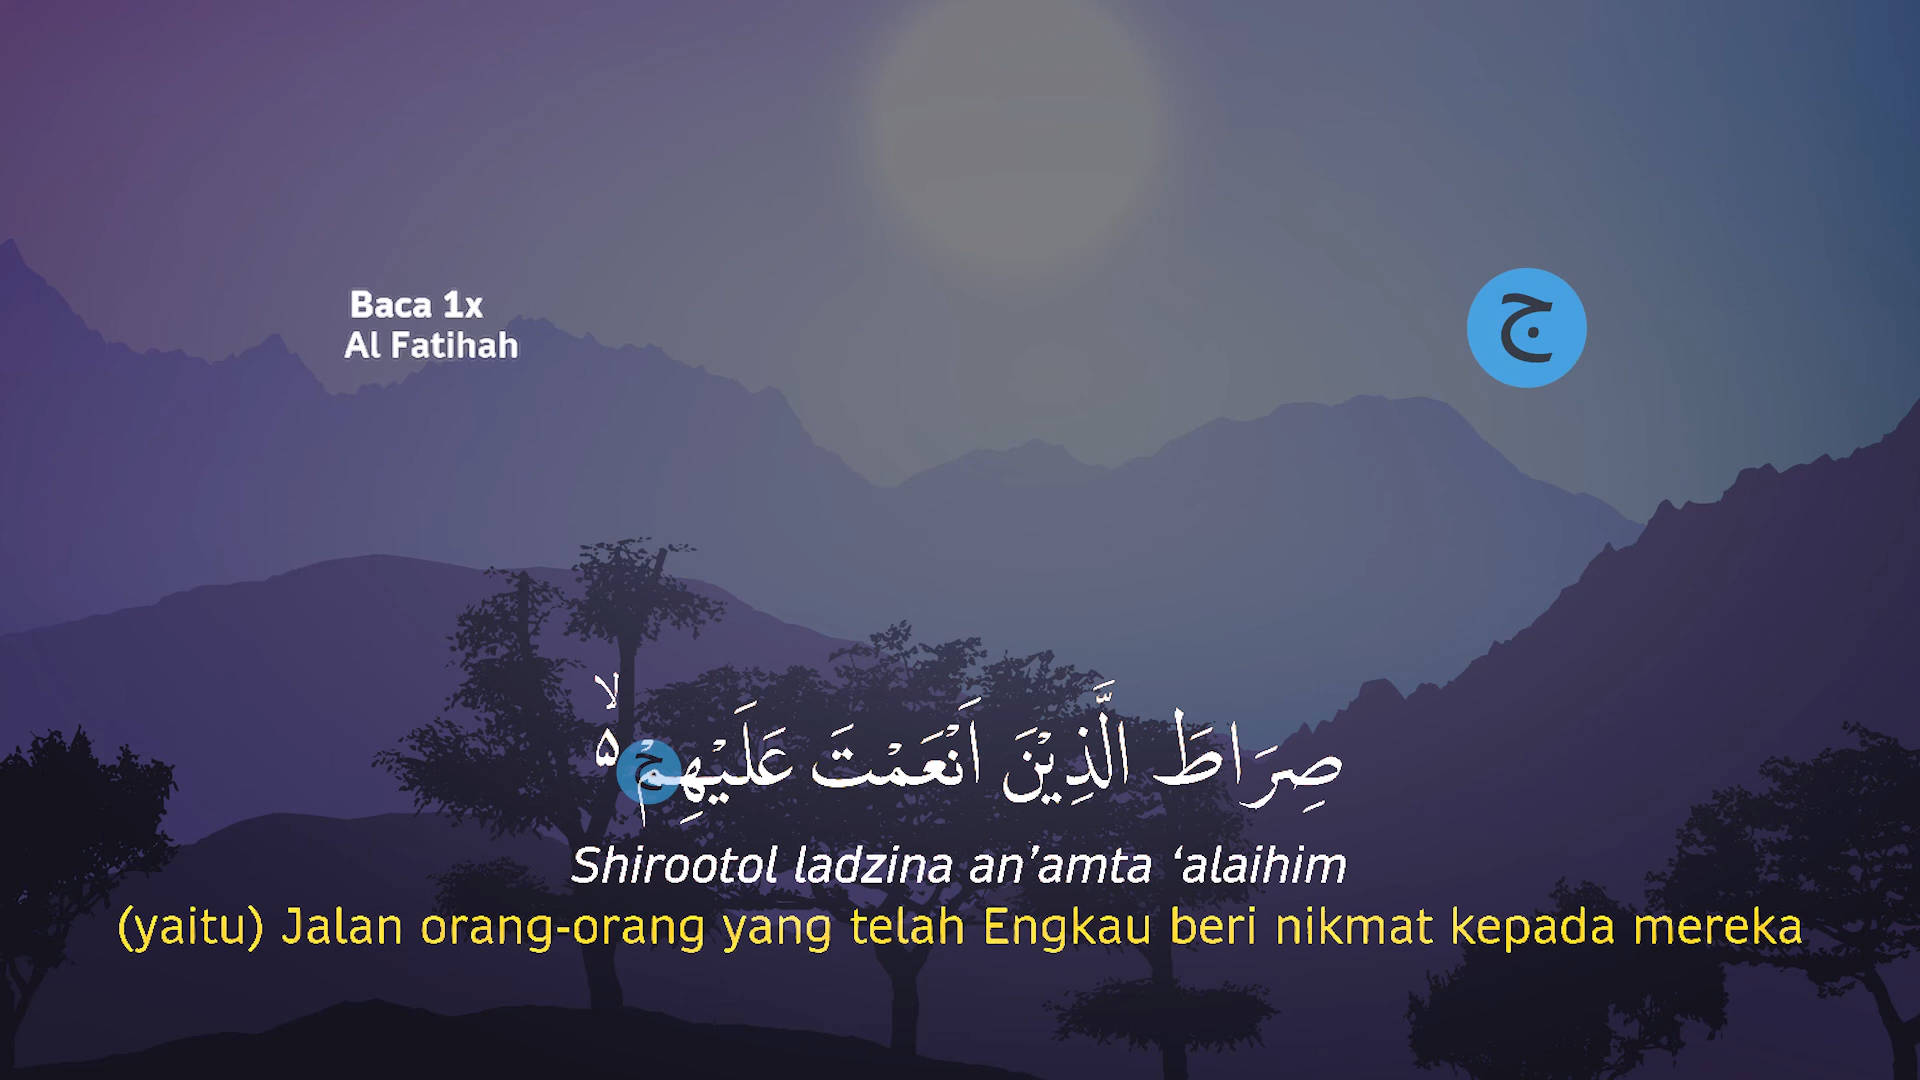 Baca 1x
Al Fatihah
ج
صِرَاطَ الَّذِيْنَ اَنْعَمْتَ عَلَيْهِمْ ۙ ۵
ج
Shirootol ladzina an’amta ‘alaihim
(yaitu) Jalan orang-orang yang telah Engkau beri nikmat kepada mereka